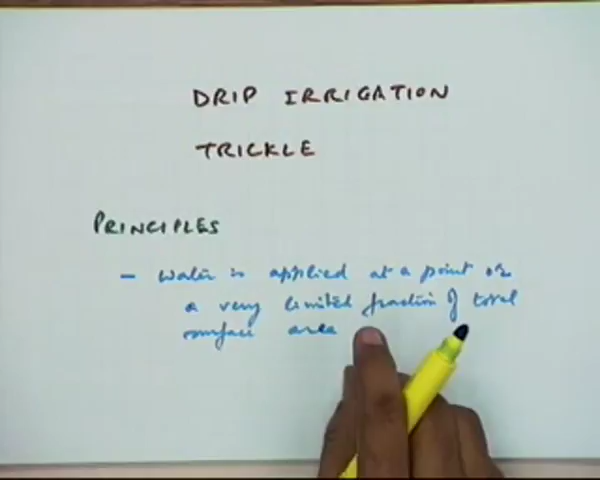 DRIP IRRIGATION
TRICKLE
PRINCIPLES
- Water is applied at a point or
a very limited fraction of total
surface area